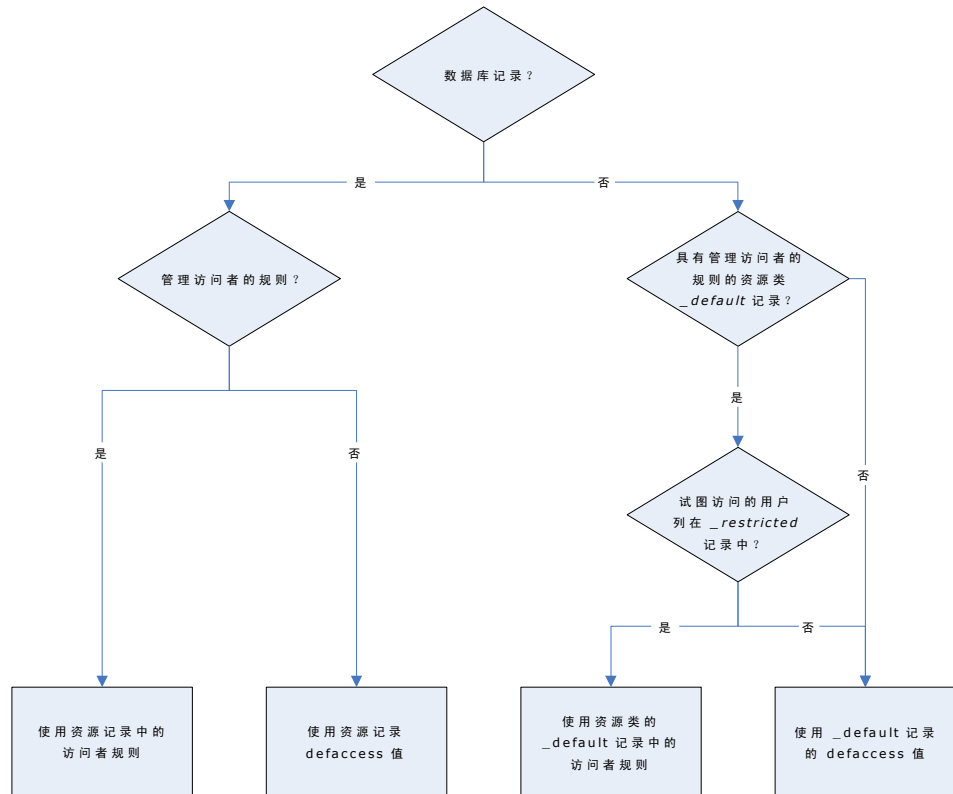 数据库记录？
是
否
管理访问者的规则？
具有管理访问者的
规则的资源类
_default 记录？
是
是
否
否
试图访问的用户
列在 _restricted
记录中？
是
否
使用资源记录中的
访问者规则
使用资源记录
defaccess 值
使用资源类的
_default 记录中的
访问者规则
使用 _default 记录
的 defaccess 值